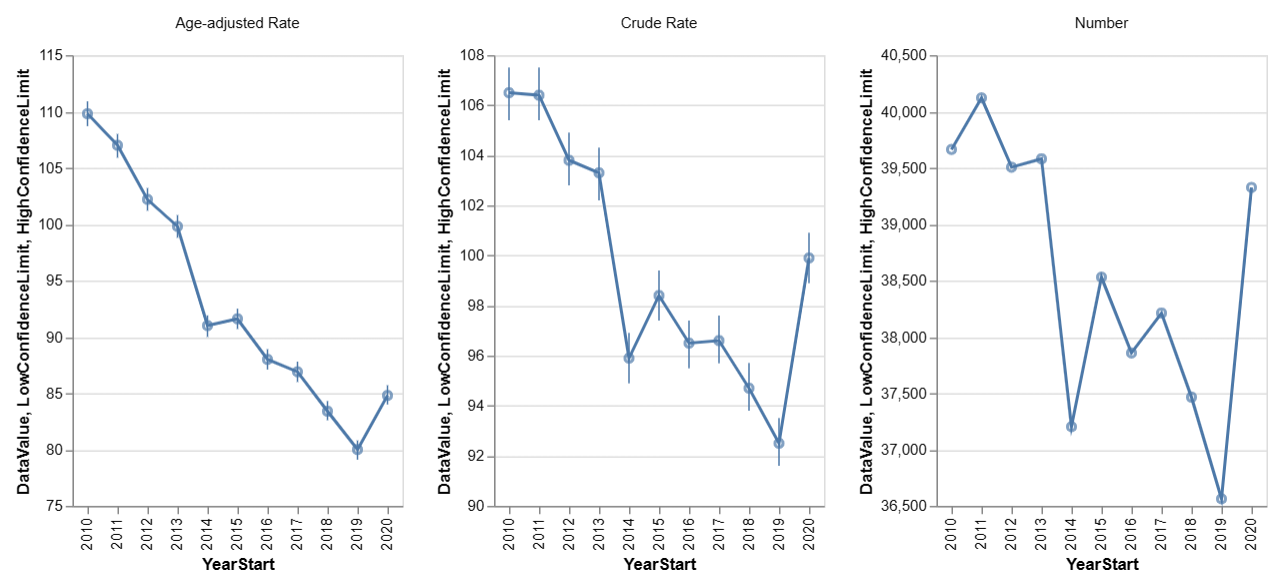 Age-adjusted Rate
DataValue, LowConfidenceLimit, HighConfidenceLimit
115
110
105
100
95
90
85
80
75
2010 2011 2012 2013 2014 2015 2016 2017 2018 2019 2020
YearStart
Crude Rate
DataValue, LowConfidenceLimit, HighConfidenceLimit
108
106
104
102
100
98
96
94
92
90
2010 2011 2012 2013 2014 2015 2016 2017 2018 2019 2020
YearStart
Number
DataValue, LowConfidenceLimit, HighConfidenceLimit
40,500
40,000
39,500
39,000
38,500
38,000
37,500
37,000
36,500
2010 2011 2012 2013 2014 2015 2016 2017 2018 2019 2020
YearStart